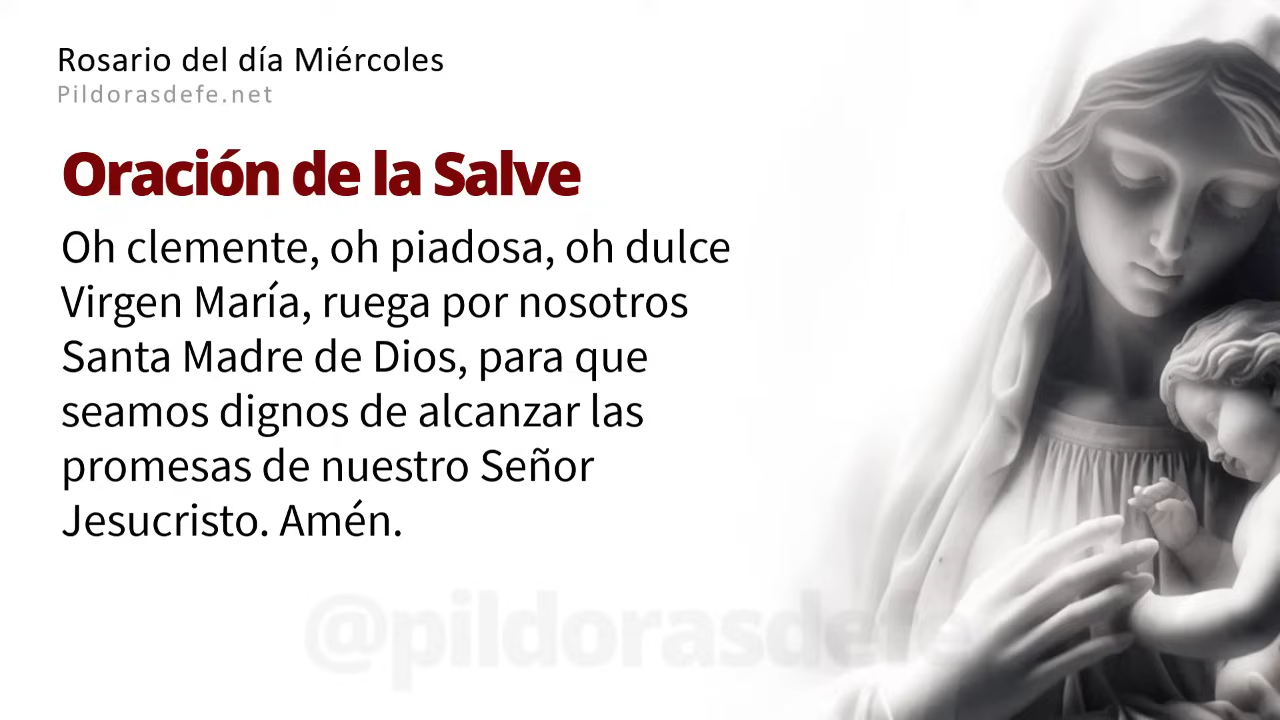 Rosario del día Miércoles
Pildorasdefe.net
Oración de la Salve
Oh clemente, oh piadosa, oh dulce
Virgen María, ruega por nosotros
Santa Madre de Dios, para que
seamos dignos de alcanzar las
promesas de nuestro Señor
Jesucristo. Amén.
@pildorasdefe